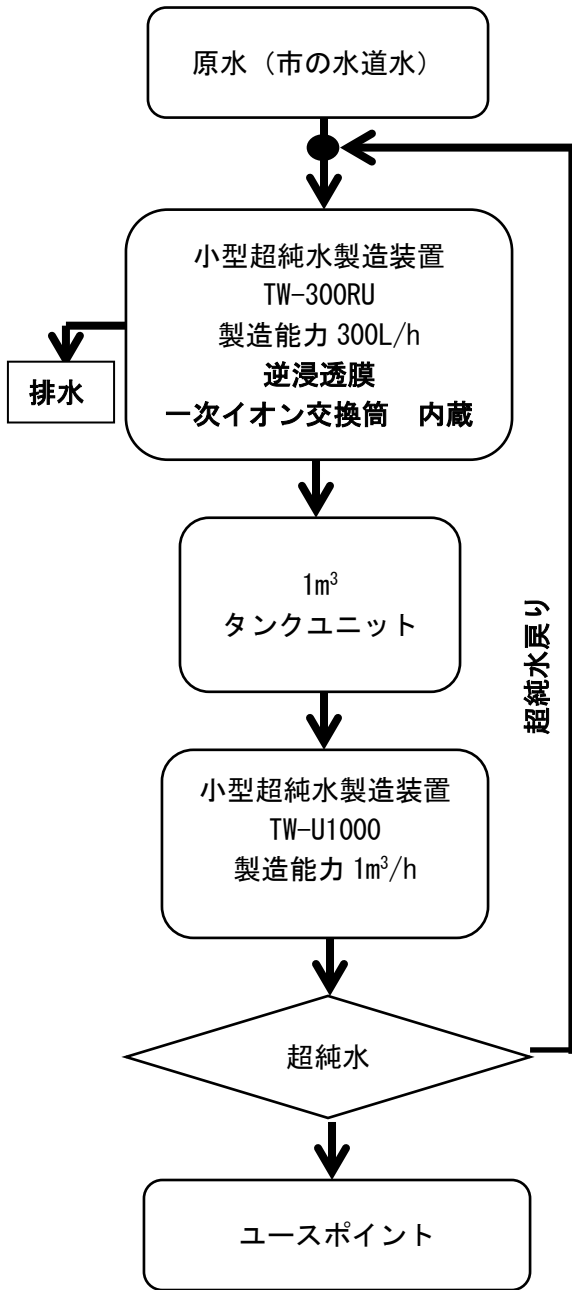 原水（市の水道水）
小型超純水製造装置
TW-300RU
製造能力 300L/h
逆浸透膜
一次イオン交換筒　内蔵
排水
1m³
タンクユニット
超純水戻り
小型超純水製造装置
TW-U1000
製造能力 1m³/h
超純水
ユースポイント